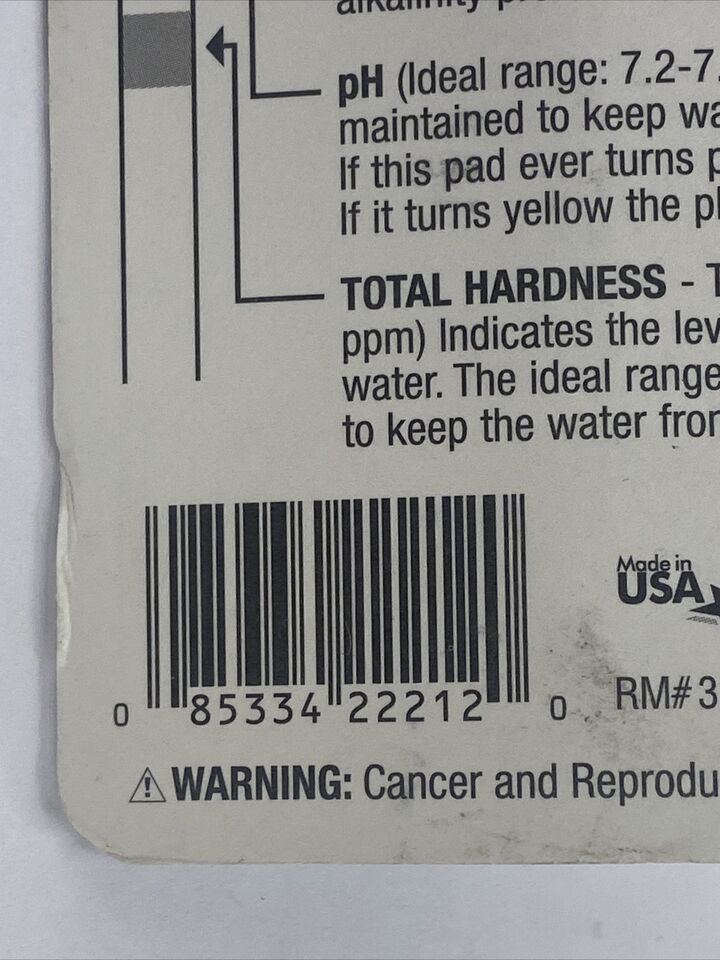 alkalinity
pH (Ideal range: 7.2-7.
maintained to keep wa
If this pad ever turns p
If it turns yellow the p
TOTAL HARDNESS - T
ppm) Indicates the lev
water. The ideal range
to keep the water from
0 85334 22212 0
Made in
USA
RM# 3
WARNING: Cancer and Reprodu